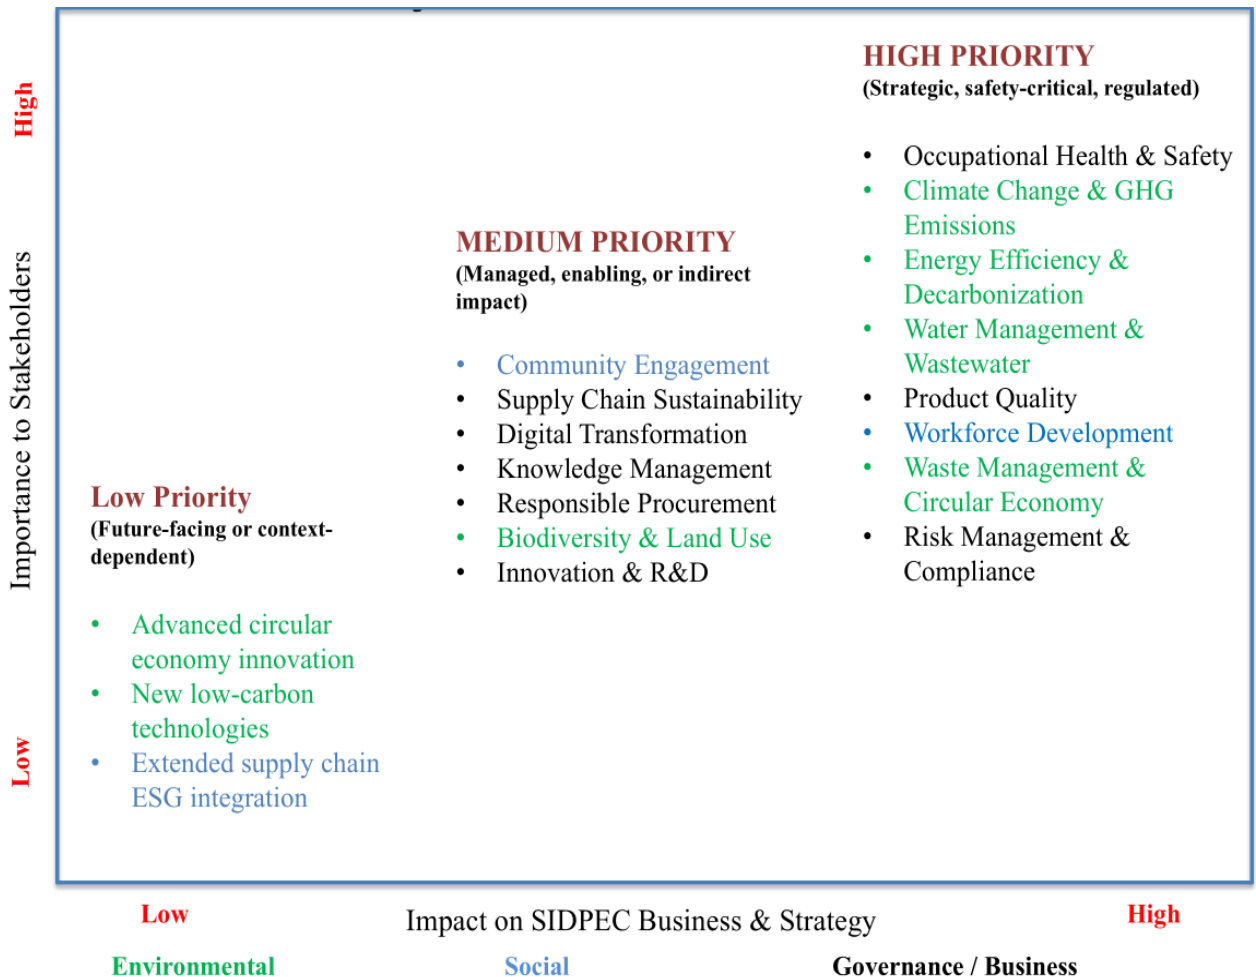 HIGH PRIORITY
(Strategic, safety-critical, regulated)
• Occupational Health & Safety
• Climate Change & GHG
Emissions
• Energy Efficiency &
Decarbonization
• Water Management &
Wastewater
• Product Quality
• Workforce Development
• Waste Management &
Circular Economy
• Risk Management &
Compliance
MEDIUM PRIORITY
(Managed, enabling, or indirect
impact)
• Community Engagement
• Supply Chain Sustainability
• Digital Transformation
• Knowledge Management
• Responsible Procurement
• Biodiversity & Land Use
• Innovation & R&D
Low Priority
(Future-facing or context-
dependent)
• Advanced circular
economy innovation
• New low-carbon
technologies
• Extended supply chain
ESG integration
High
Importance to Stakeholders
Low
Low
Impact on SIDPEC Business & Strategy
High
Environmental
Social
Governance / Business